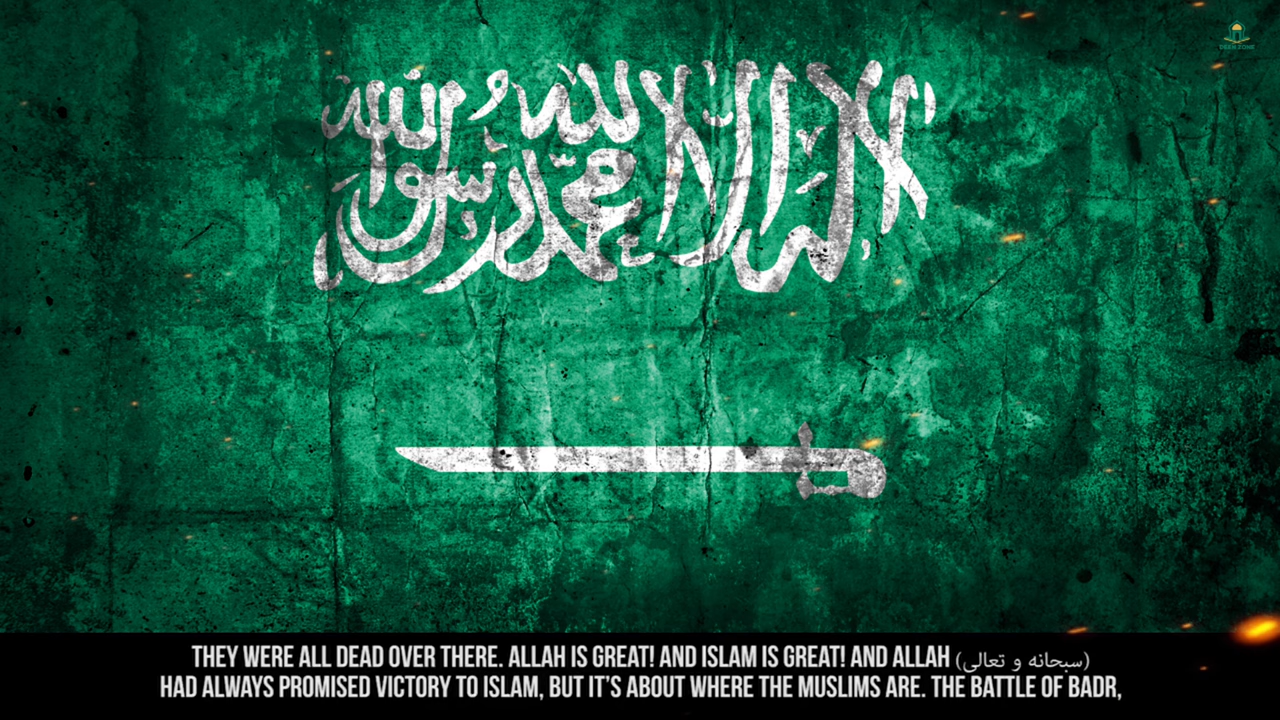 DEEN ZONE
لا إله إلا الله محمد رسول الله
THEY WERE ALL DEAD OVER THERE. ALLAH IS GREAT! AND ISLAM IS GREAT! AND ALLAH (سبحانه و تعالى)
HAD ALWAYS PROMISED VICTORY TO ISLAM, BUT IT'S ABOUT WHERE THE MUSLIMS ARE. THE BATTLE OF BADR,